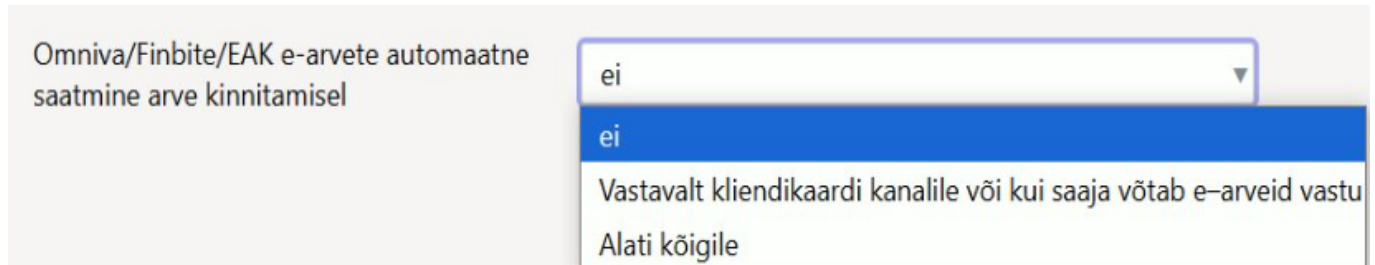 Omniva/Finbite/EAK e-arvete automaatne
saatmine arve kinnitamisel
ei
ei
Vastavalt kliendikaardi kanalile või kui saaja võtab e–arveid vastu
Alati kõigile